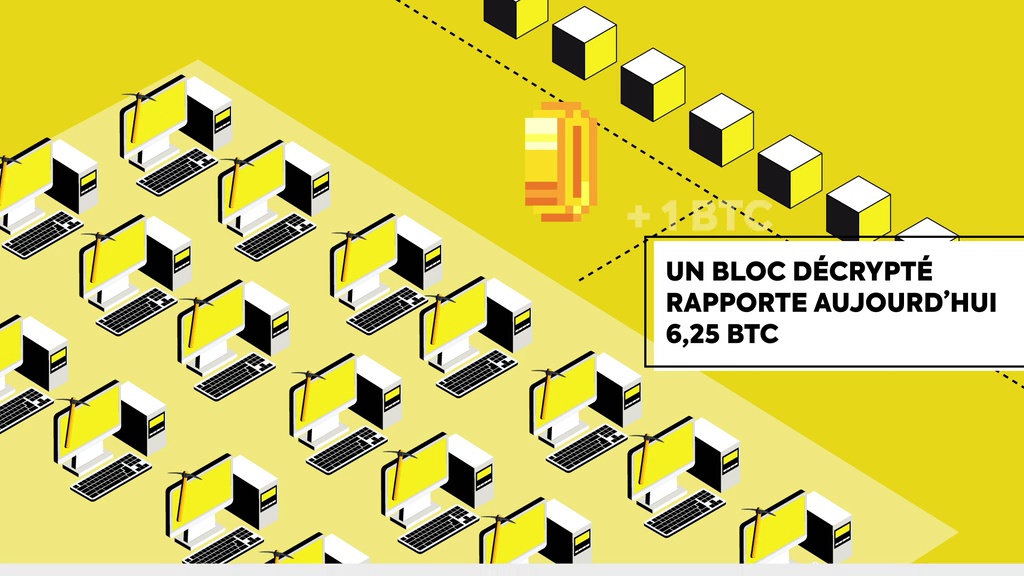 + 1 BTC
UN BLOC DÉCRYPTÉ
RAPPORTE AUJOURD’HUI
6,25 BTC